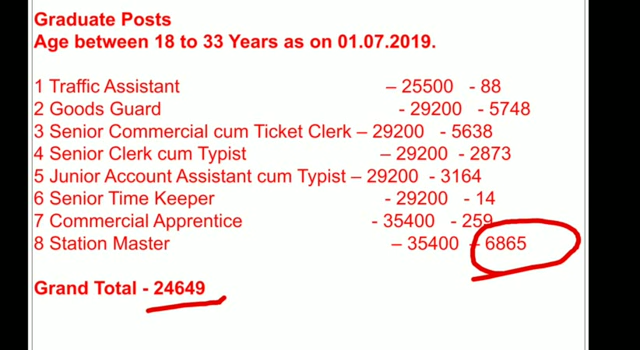 Graduate Posts
Age between 18 to 33 Years as on 01.07.2019.
1 Traffic Assistant – 25500 - 88
2 Goods Guard - 29200 - 5748
3 Senior Commercial cum Ticket Clerk – 29200 - 5638
4 Senior Clerk cum Typist – 29200 - 2873
5 Junior Account Assistant cum Typist – 29200 - 3164
6 Senior Time Keeper - 29200 - 14
7 Commercial Apprentice - 35400 - 259
8 Station Master – 35400 - 6865
Grand Total - 24649